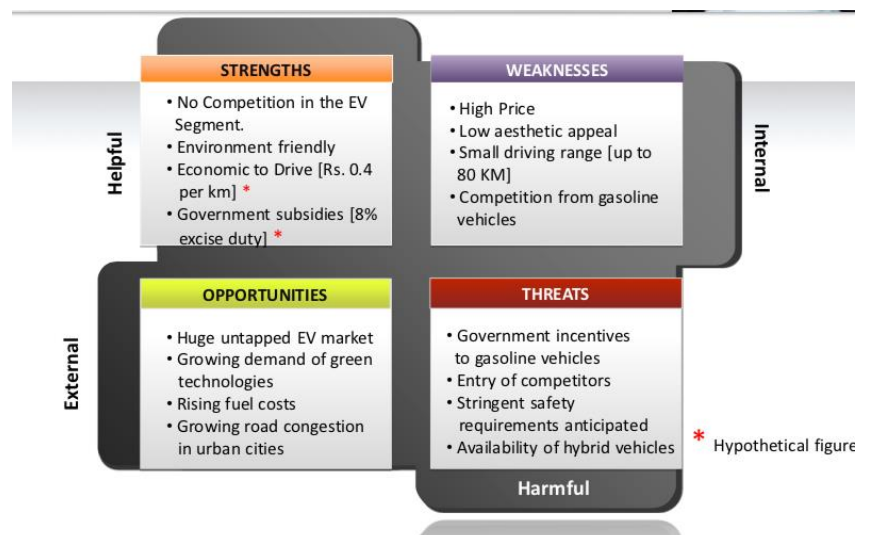 STRENGTHS
• No Competition in the EV
Segment.
• Environment friendly
• Economic to Drive [Rs. 0.4
per km] *
• Government subsidies [8%
excise duty] *
WEAKNESSES
• High Price
• Low aesthetic appeal
• Small driving range [up to
80 KM]
• Competition from gasoline
vehicles
Helpful
Internal
OPPORTUNITIES
• Huge untapped EV market
• Growing demand of green
technologies
• Rising fuel costs
• Growing road congestion
in urban cities
THREATS
• Government incentives
to gasoline vehicles
• Entry of competitors
• Stringent safety
requirements anticipated
• Availability of hybrid vehicles
External
* Hypothetical figure
Harmful